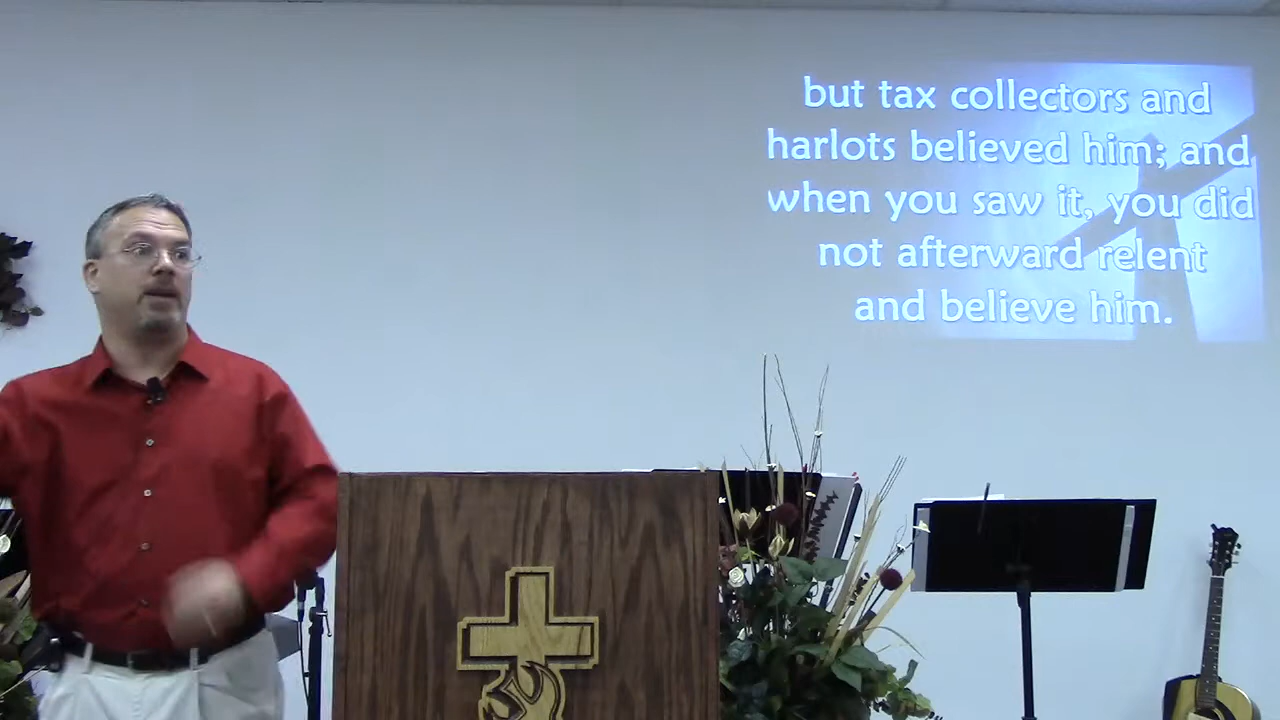 but tax collectors and
harlots believed him; and
when you saw it, you did
not afterward relent
and believe him.